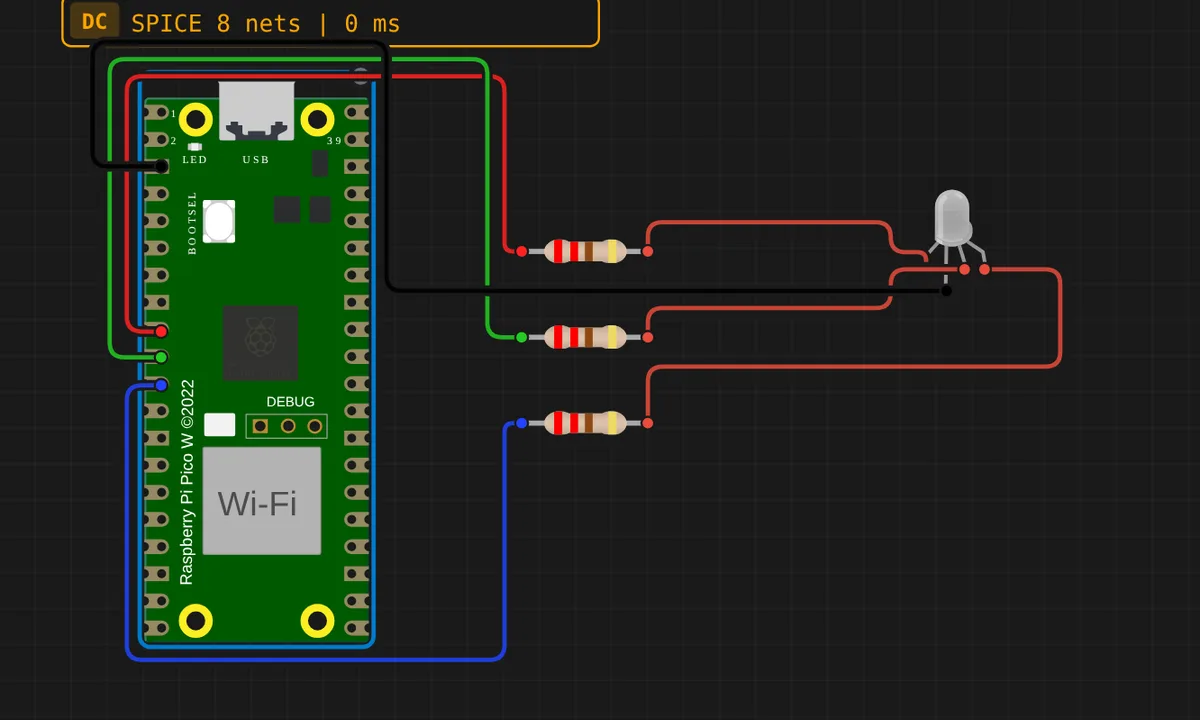 DC SPICE 8 nets | 0 ms
1
2
39
LED USB
BOOTSEL
DEBUG
Raspberry Pi Pico W ©2022
Wi-Fi